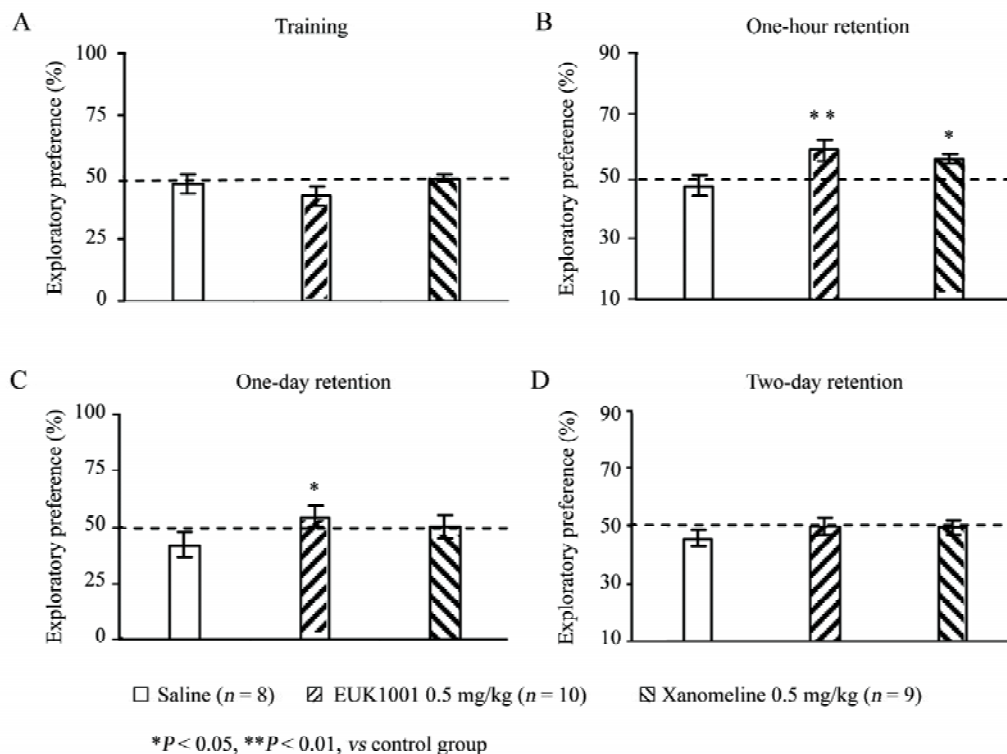 A
Training
Exploratory preference (%)
100
75
50
25
0
B
One-hour retention
Exploratory preference (%)
90
70
50
50
10
* *
*
C
One-day retention
Exploratory preference (%)
100
75
50
25
0
*
D
Two-day retention
Exploratory preference (%)
90
70
50
50
10
Saline (n = 8) EUK1001 0.5 mg/kg (n = 10) Xanomeline 0.5 mg/kg (n = 9)
*P < 0.05, **P < 0.01, vs control group